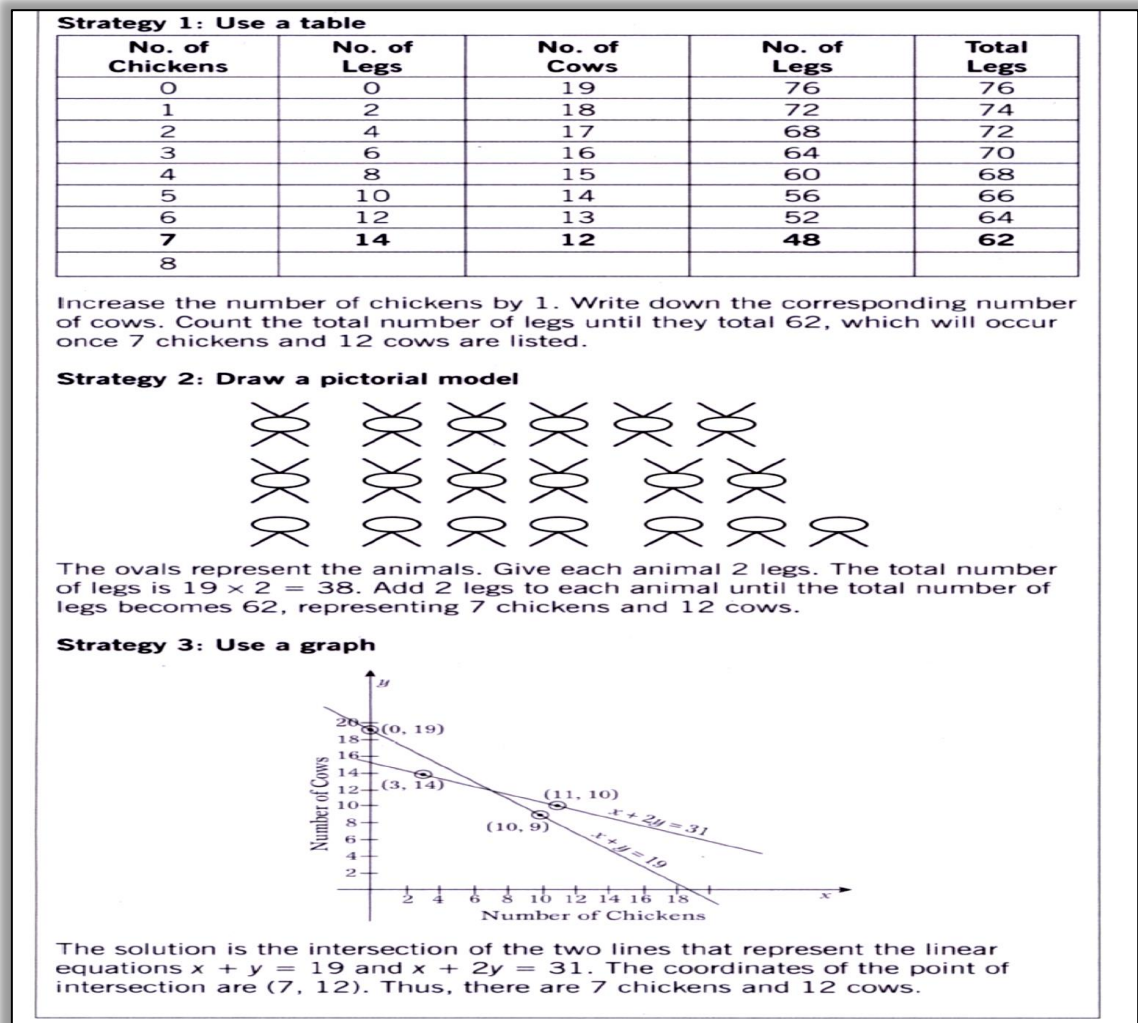 Strategy 1: Use a table
No. of Chickens No. of Legs No. of Cows No. of Legs Total Legs
0 0 19 76 76
1 2 18 72 74
2 4 17 68 72
3 6 16 64 70
4 8 15 60 68
5 10 14 56 66
6 12 13 52 64
7 14 12 48 62
8
Increase the number of chickens by 1. Write down the corresponding number
of cows. Count the total number of legs until they total 62, which will occur
once 7 chickens and 12 cows are listed.
Strategy 2: Draw a pictorial model
The ovals represent the animals. Give each animal 2 legs. The total number
of legs is 19 × 2 = 38. Add 2 legs to each animal until the total number of
legs becomes 62, representing 7 chickens and 12 cows.
Strategy 3: Use a graph
y
Number of Cows
20
18
16
14
12
10
8
6
4
2
(0, 19)
(3, 14)
(11, 10)
(10, 9)
x + 2y = 31
x + y = 19
2 4 6 8 10 12 14 16 18
x
Number of Chickens
The solution is the intersection of the two lines that represent the linear
equations x + y = 19 and x + 2y = 31. The coordinates of the point of
intersection are (7, 12). Thus, there are 7 chickens and 12 cows.